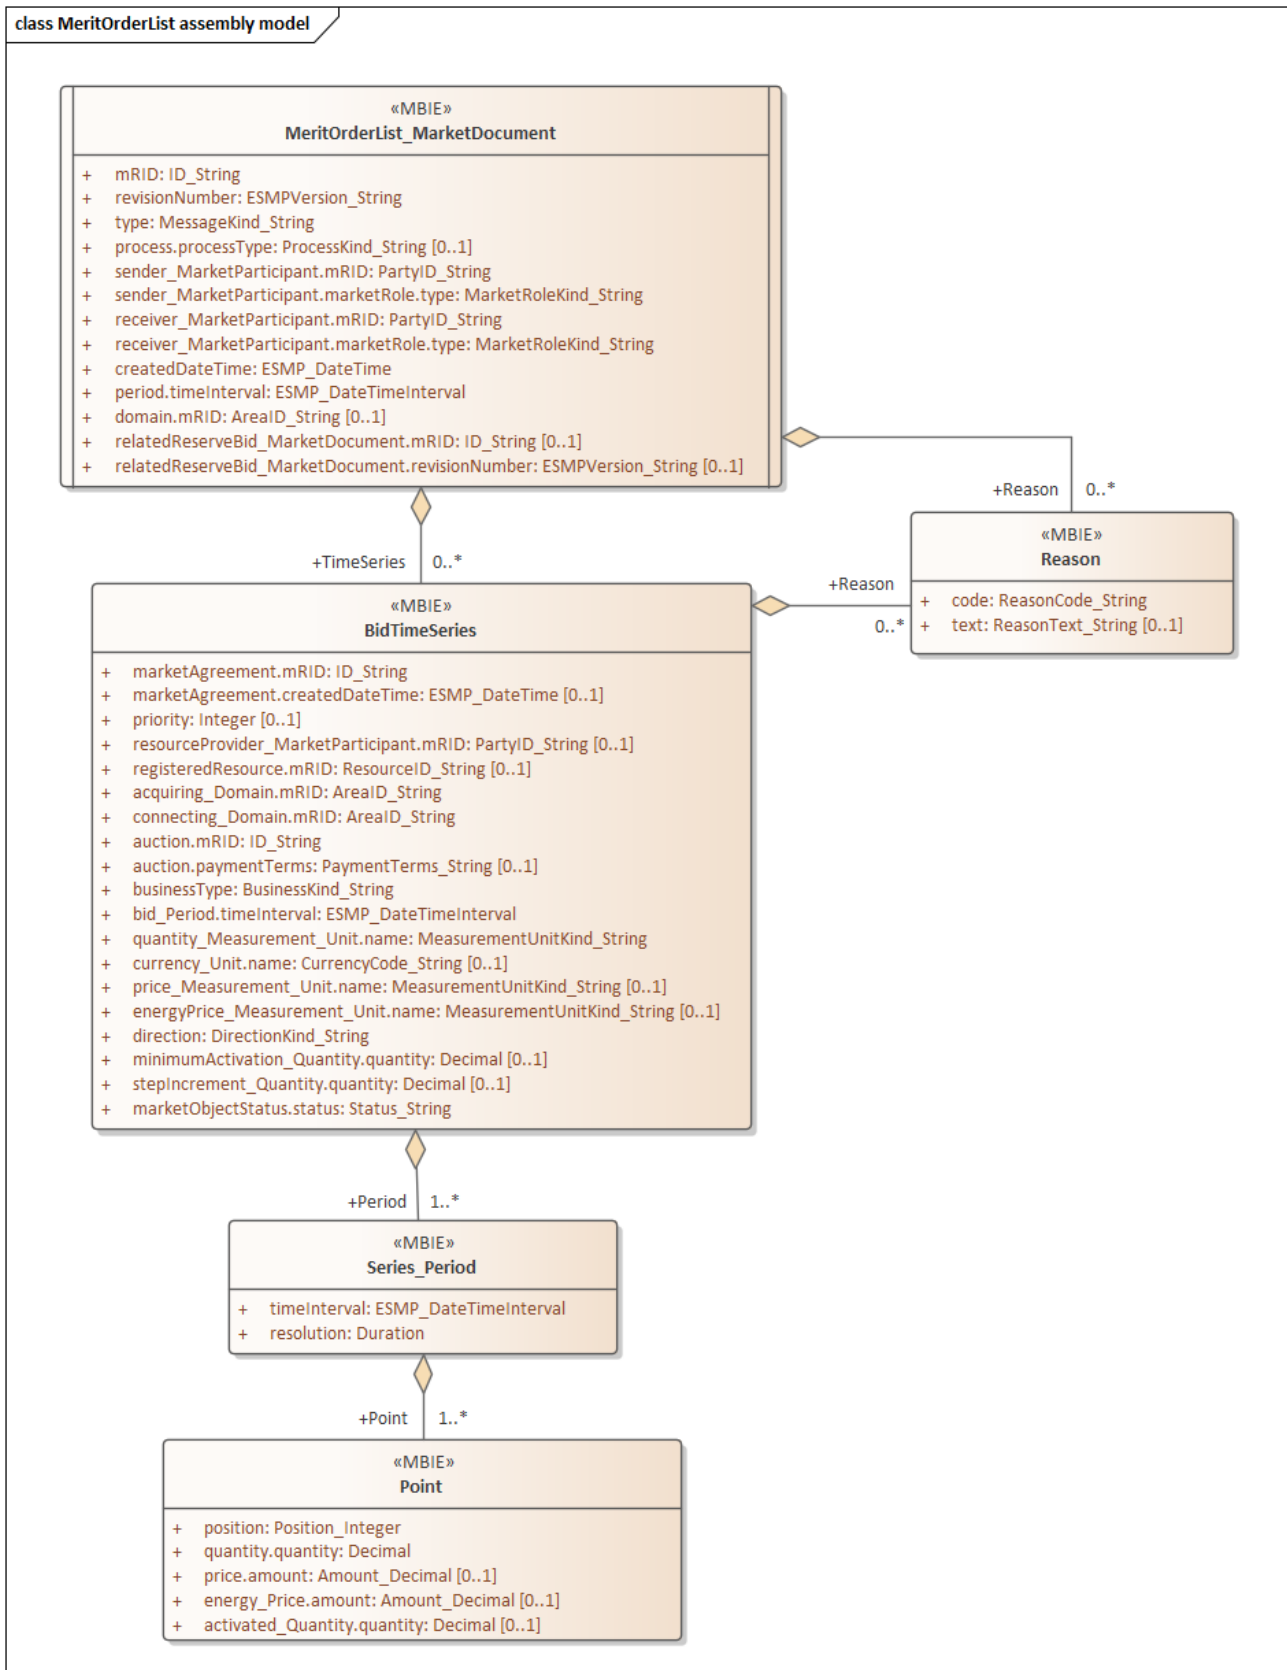 class MeritOrderList assembly model
«MBIE»
MeritOrderList_MarketDocument
+ mRID: ID_String
+ revisionNumber: ESMPVersion_String
+ type: MessageKind_String
+ process.processType: ProcessKind_String [0..1]
+ sender_MarketParticipant.mRID: PartyID_String
+ sender_MarketParticipant.marketRole.type: MarketRoleKind_String
+ receiver_MarketParticipant.mRID: PartyID_String
+ receiver_MarketParticipant.marketRole.type: MarketRoleKind_String
+ createdDateTime: ESMP_DateTime
+ period.timeInterval: ESMP_DateTimeInterval
+ domain.mRID: AreaID_String [0..1]
+ relatedReserveBid_MarketDocument.mRID: ID_String [0..1]
+ relatedReserveBid_MarketDocument.revisionNumber: ESMPVersion_String [0..1]
+Reason 0..*
«MBIE»
Reason
+ code: ReasonCode_String
+ text: ReasonText_String [0..1]
+TimeSeries 0..*
+Reason
0..*
«MBIE»
BidTimeSeries
+ marketAgreement.mRID: ID_String
+ marketAgreement.createdDateTime: ESMP_DateTime [0..1]
+ priority: Integer [0..1]
+ resourceProvider_MarketParticipant.mRID: PartyID_String [0..1]
+ registeredResource.mRID: ResourceID_String [0..1]
+ acquiring_Domain.mRID: AreaID_String
+ connecting_Domain.mRID: AreaID_String
+ auction.mRID: ID_String
+ auction.paymentTerms: PaymentTerms_String [0..1]
+ businessType: BusinessKind_String
+ bid_Period.timeInterval: ESMP_DateTimeInterval
+ quantity_Measurement_Unit.name: MeasurementUnitKind_String
+ currency_Unit.name: CurrencyCode_String [0..1]
+ price_Measurement_Unit.name: MeasurementUnitKind_String [0..1]
+ energyPrice_Measurement_Unit.name: MeasurementUnitKind_String [0..1]
+ direction: DirectionKind_String
+ minimumActivation_Quantity.quantity: Decimal [0..1]
+ stepIncrement_Quantity.quantity: Decimal [0..1]
+ marketObjectStatus.status: Status_String
+Period 1..*
«MBIE»
Series_Period
+ timeInterval: ESMP_DateTimeInterval
+ resolution: Duration
+Point 1..*
«MBIE»
Point
+ position: Position_Integer
+ quantity.quantity: Decimal
+ price.amount: Amount_Decimal [0..1]
+ energy_Price.amount: Amount_Decimal [0..1]
+ activated_Quantity.quantity: Decimal [0..1]